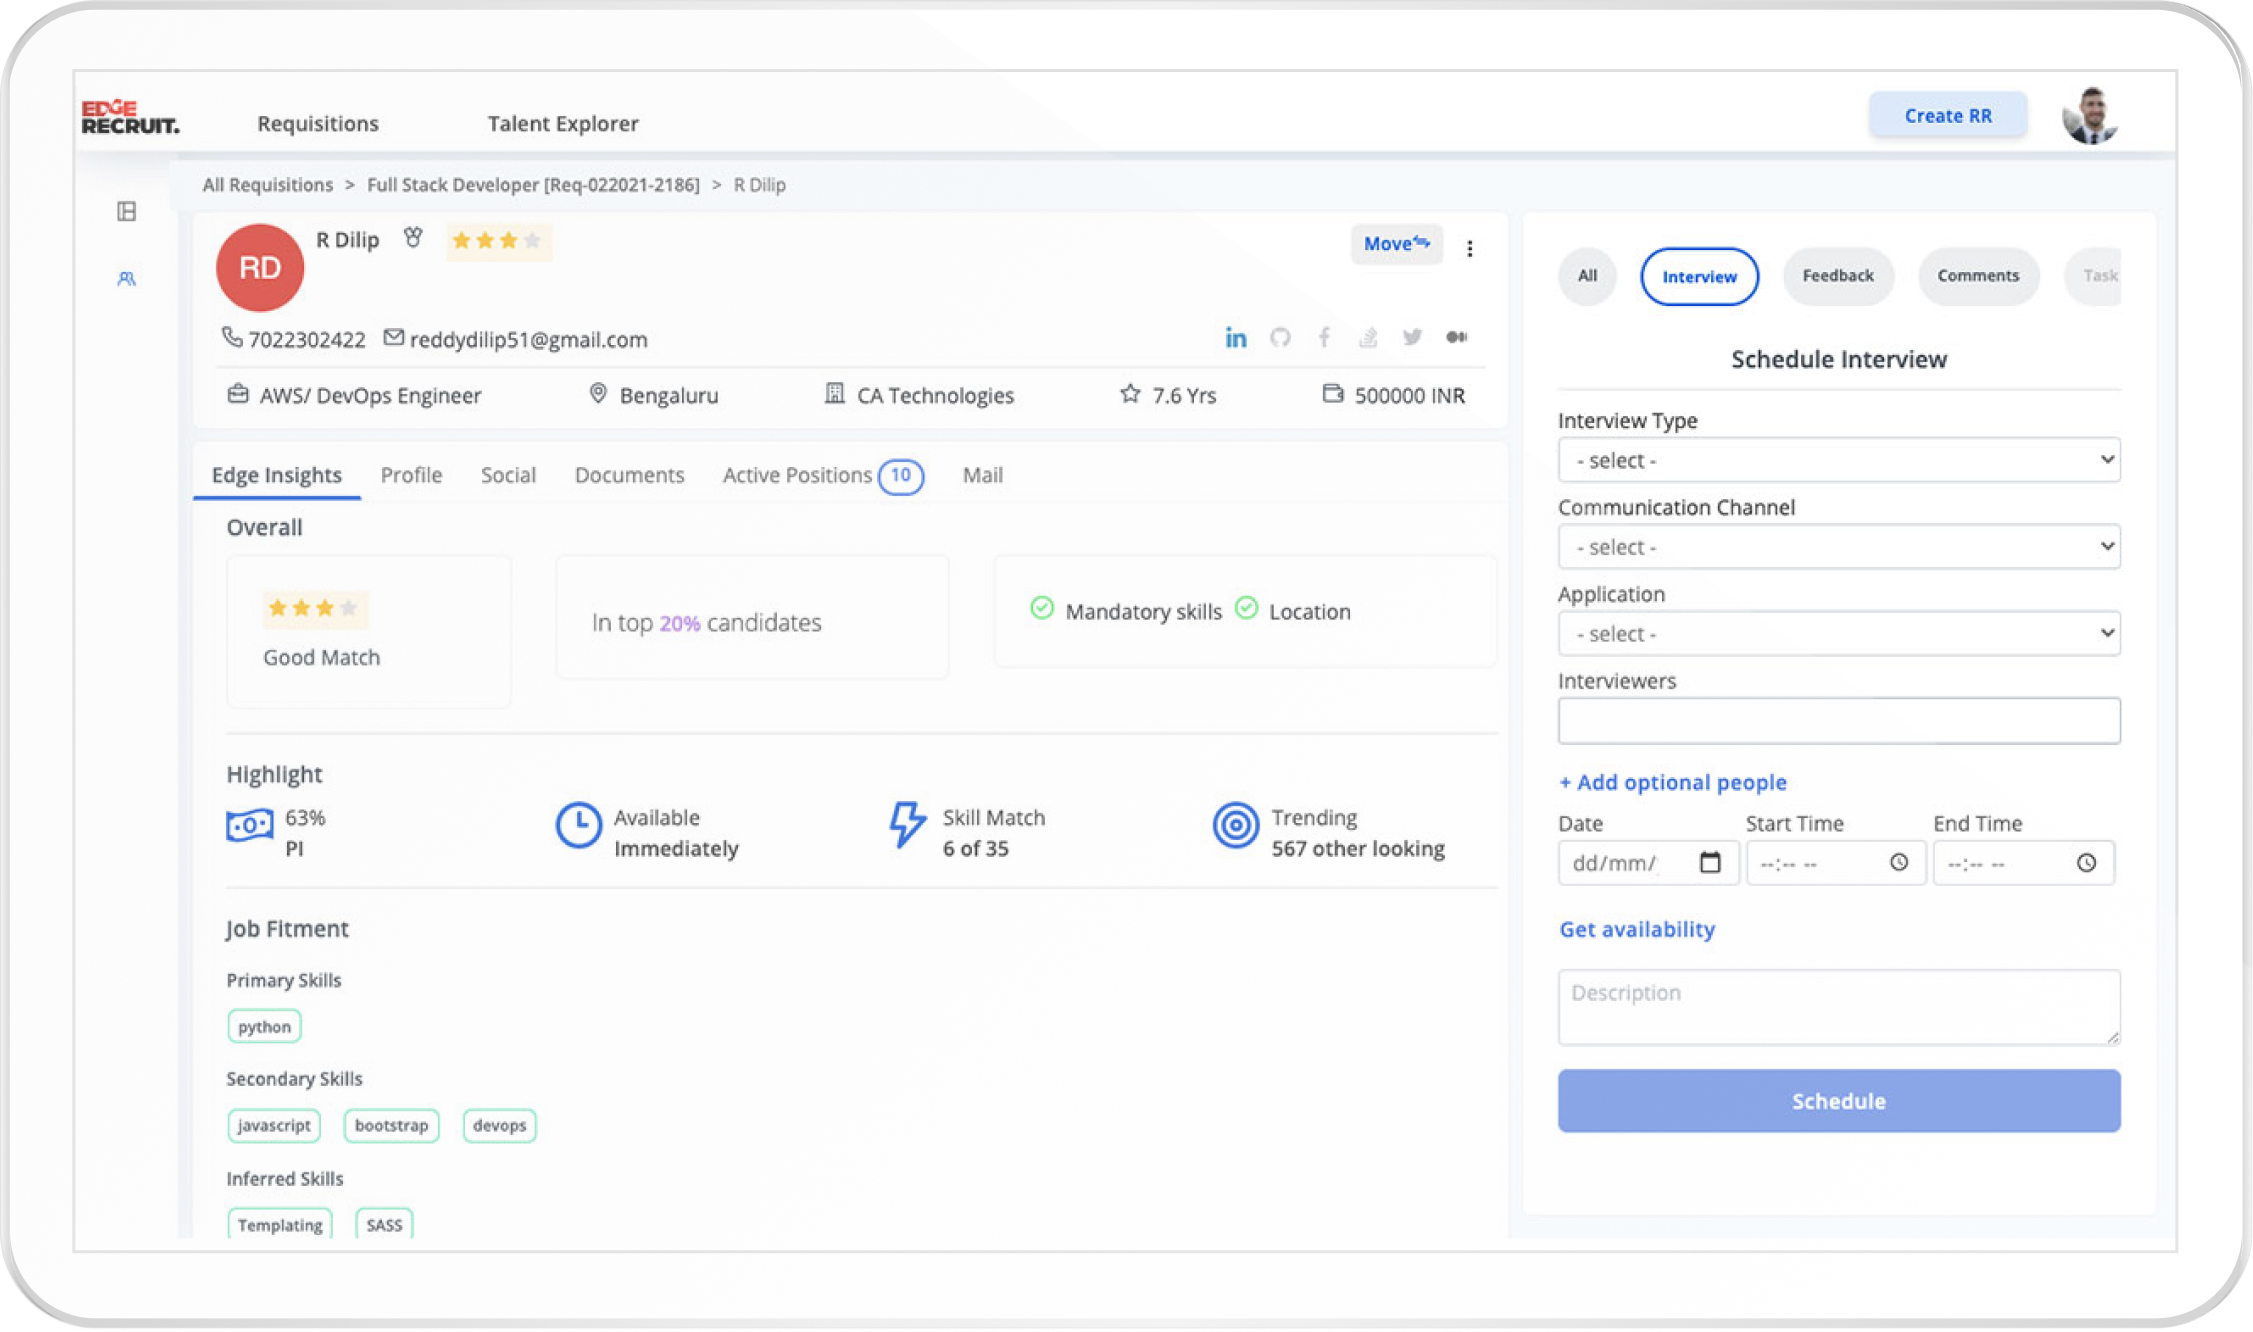 EDGE
RECRUIT.
Requisitions
Talent Explorer
Create RR
All Requisitions > Full Stack Developer [Req-022021-2186] > R Dilip
RD
R Dilip
Move
7022302422
reddydilip51@gmail.com
in
AWS/ DevOps Engineer
Bengaluru
CA Technologies
7.6 Yrs
500000 INR
Edge Insights
Profile
Social
Documents
Active Positions 10
Mail
Overall
Good Match
In top 20% candidates
Mandatory skills
Location
Highlight
63%
PI
Available
Immediately
Skill Match
6 of 35
Trending
567 other looking
Job Fitment
Primary Skills
python
Secondary Skills
javascript
bootstrap
devops
Inferred Skills
Templating
SASS
All
Interview
Feedback
Comments
Task
Schedule Interview
Interview Type
- select -
Communication Channel
- select -
Application
- select -
Interviewers
+ Add optional people
Date
Start Time
End Time
dd/mm/
--:-- --
--:-- --
Get availability
Description
Schedule